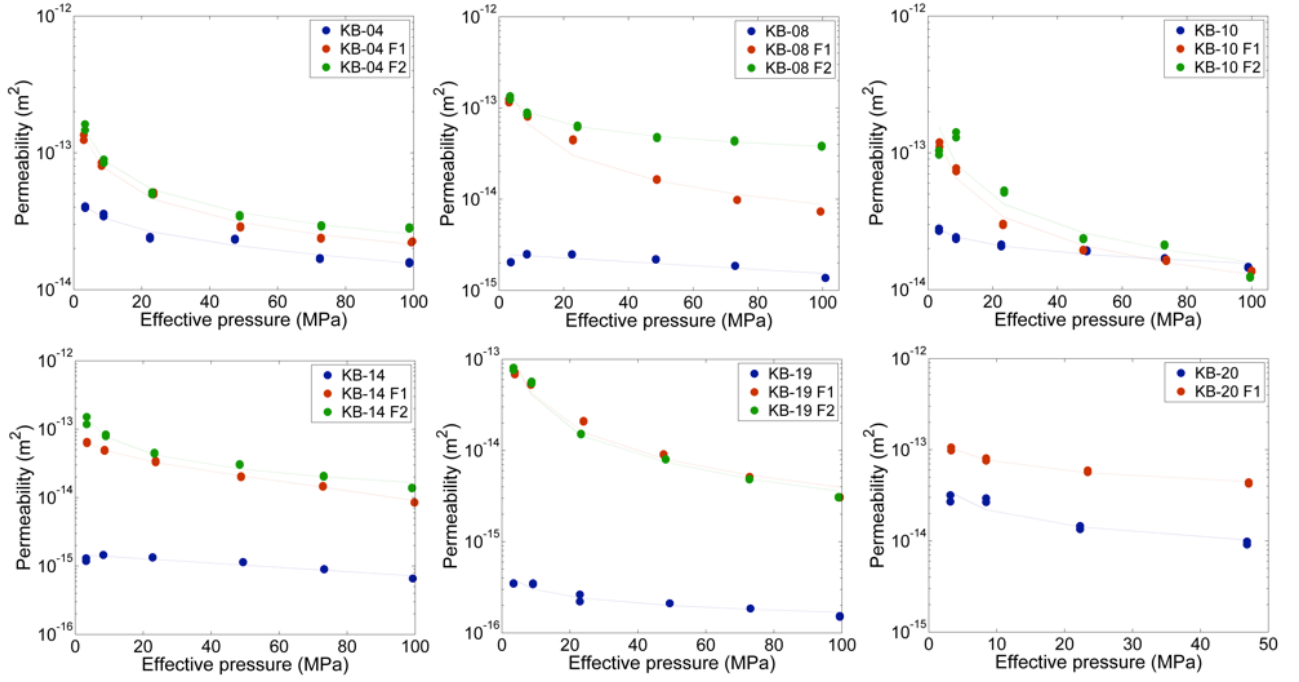 10⁻¹²
10⁻¹³
10⁻¹⁴
Permeability (m²)
0 20 40 60 80 100
Effective pressure (MPa)
KB-04
KB-04 F1
KB-04 F2
10⁻¹²
10⁻¹³
10⁻¹⁴
10⁻¹⁵
Permeability (m²)
0 20 40 60 80 100
Effective pressure (MPa)
KB-08
KB-08 F1
KB-08 F2
10⁻¹²
10⁻¹³
10⁻¹⁴
Permeability (m²)
0 20 40 60 80 100
Effective pressure (MPa)
KB-10
KB-10 F1
KB-10 F2
10⁻¹²
10⁻¹³
10⁻¹⁴
10⁻¹⁵
10⁻¹⁶
Permeability (m²)
0 20 40 60 80 100
Effective pressure (MPa)
KB-14
KB-14 F1
KB-14 F2
10⁻¹³
10⁻¹⁴
10⁻¹⁵
10⁻¹⁶
Permeability (m²)
0 20 40 60 80 100
Effective pressure (MPa)
KB-19
KB-19 F1
KB-19 F2
10⁻¹²
10⁻¹³
10⁻¹⁴
10⁻¹⁵
Permeability (m²)
0 10 20 30 40 50
Effective pressure (MPa)
KB-20
KB-20 F1